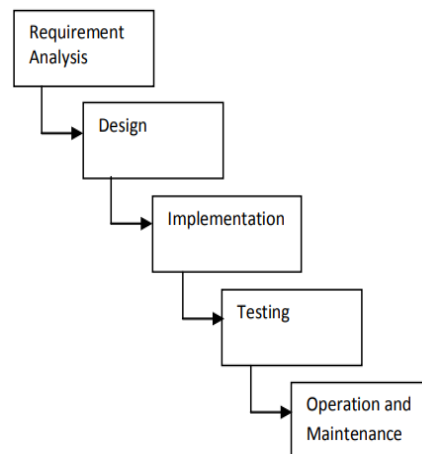 Requirement
Analysis
Design
Implementation
Testing
Operation and
Maintenance